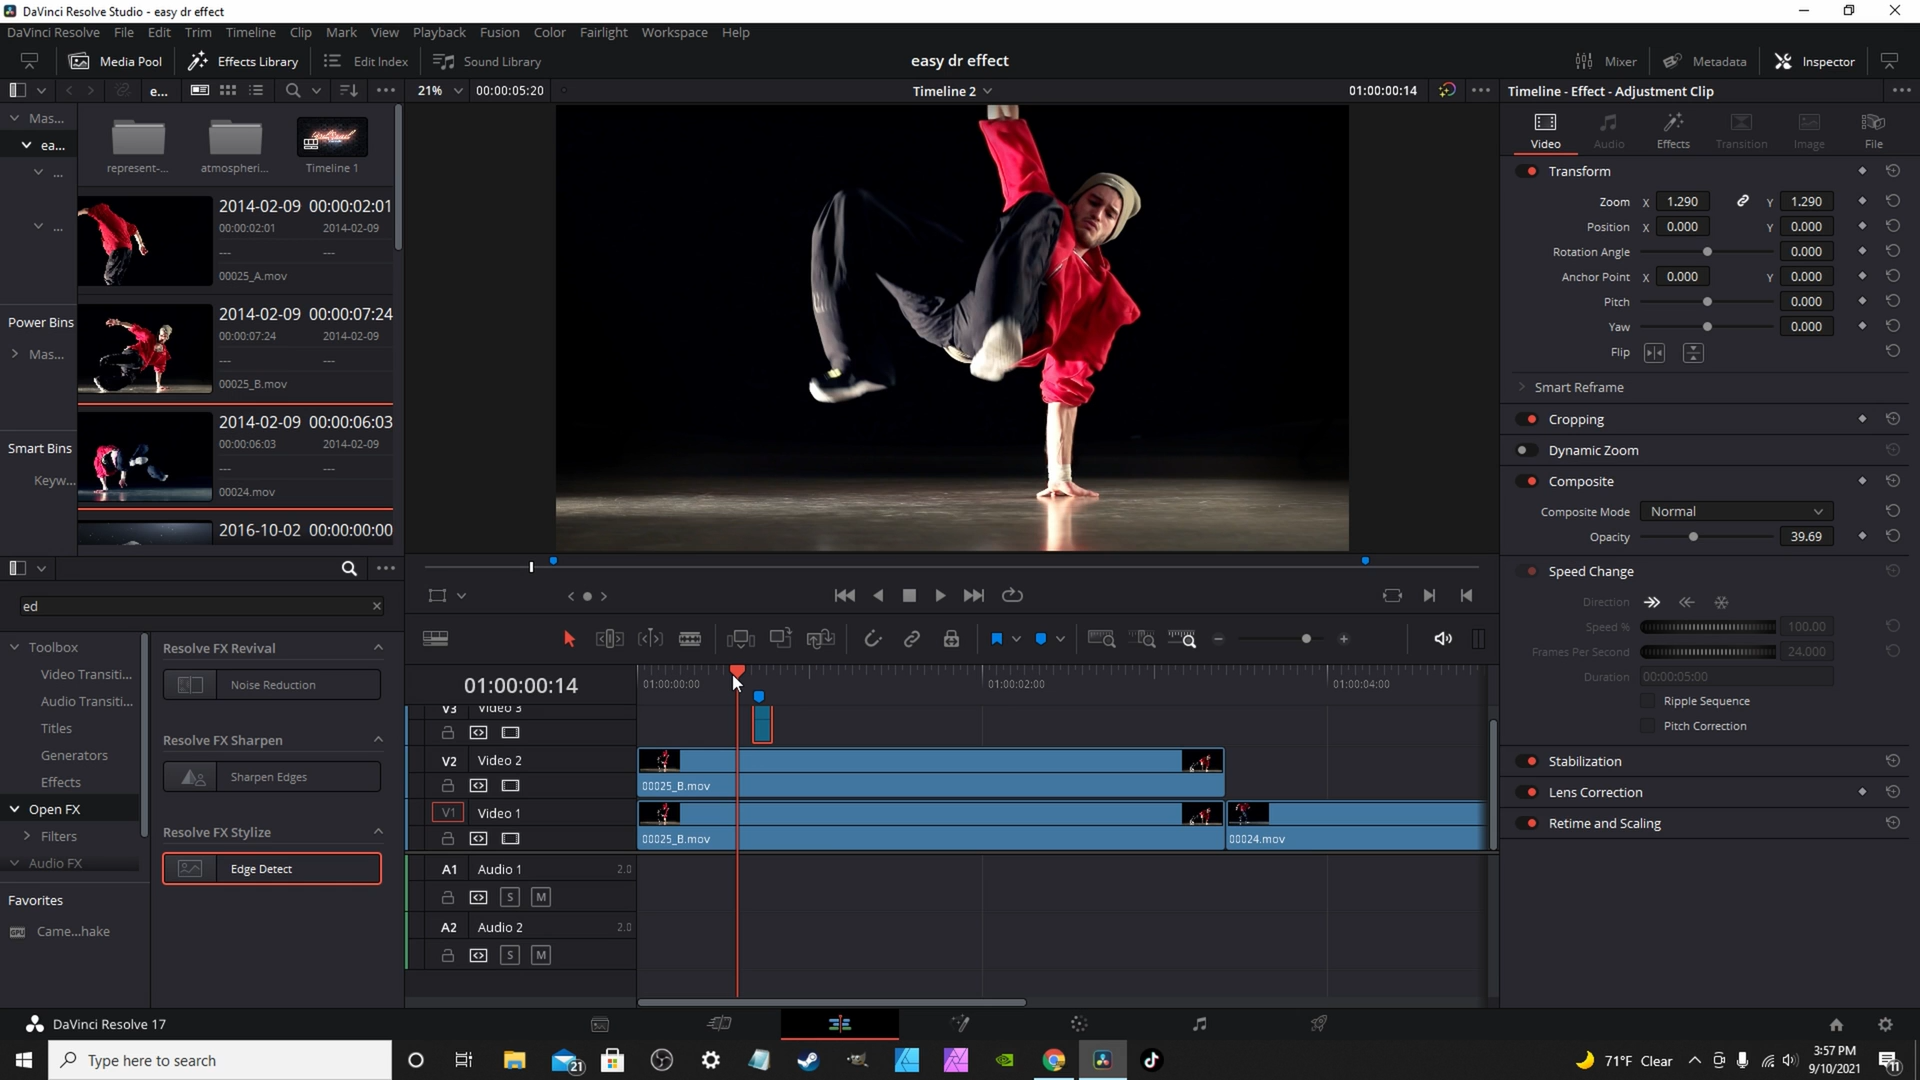 DaVinci Resolve Studio - easy dr effect
DaVinci Resolve File Edit Trim Timeline Clip Mark View Playback Fusion Color Fairlight Workspace Help
Media Pool Effects Library Edit Index Sound Library easy dr effect Mixer Metadata Inspector
e... 21% 00:00:05:20 Timeline 2 01:00:00:14 Timeline - Effect - Adjustment Clip
Mas...
ea...
...
...
represent-... atmospheri... Timeline 1
2014-02-09 00:00:02:01
00:00:02:01 2014-02-09
--- ---
00025_A.mov
2014-02-09 00:00:07:24
00:00:07:24 2014-02-09
--- ---
00025_B.mov
2014-02-09 00:00:06:03
00:00:06:03 2014-02-09
--- ---
00024.mov
2016-10-02 00:00:00:00
Power Bins
Mas...
Smart Bins
Keyw...
Video Audio Effects Transition Image File
Transform
Zoom X 1.290 Y 1.290
Position X 0.000 Y 0.000
Rotation Angle 0.000
Anchor Point X 0.000 Y 0.000
Pitch 0.000
Yaw 0.000
Flip
Smart Reframe
Cropping
Dynamic Zoom
Composite
Composite Mode Normal
Opacity 39.69
Speed Change
Direction
Speed % 100.00
Frames Per Second 24.000
Duration 00:00:05:00
Ripple Sequence
Pitch Correction
Stabilization
Lens Correction
Retime and Scaling
ed
Toolbox
Video Transiti...
Audio Transiti...
Titles
Generators
Effects
Open FX
Filters
Audio FX
Favorites
Came...hake
Resolve FX Revival
Noise Reduction
Resolve FX Sharpen
Sharpen Edges
Resolve FX Stylize
Edge Detect
01:00:00:14 01:00:00:00 01:00:02:00 01:00:04:00
V3 Video 3
V2 Video 2
00025_B.mov
V1 Video 1
00025_B.mov 00024.mov
A1 Audio 1 2.0
S M
A2 Audio 2 2.0
S M
DaVinci Resolve 17
Type here to search
21
71°F Clear
3:57 PM
9/10/2021
11